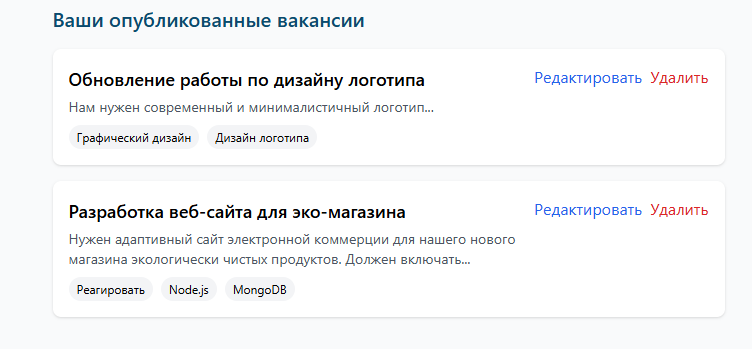 Ваши опубликованные вакансии
Обновление работы по дизайну логотипа
Редактировать Удалить
Нам нужен современный и минималистичный логотип...
Графический дизайн Дизайн логотипа
Разработка веб-сайта для эко-магазина
Редактировать Удалить
Нужен адаптивный сайт электронной коммерции для нашего нового
магазина экологически чистых продуктов. Должен включать...
Реагировать Node.js MongoDB